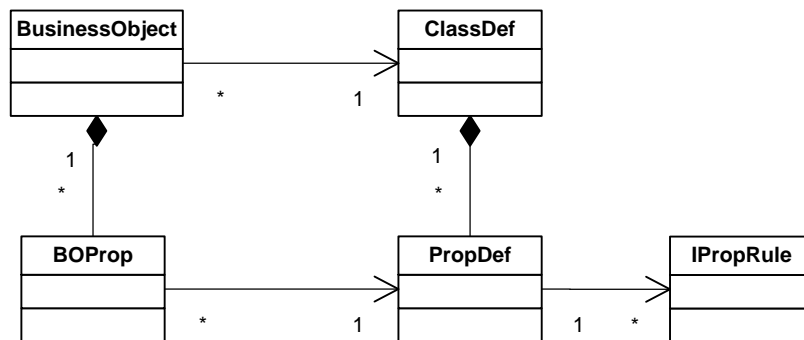 BusinessObject ClassDef
* 1
1 1
* *
BOProp PropDef IPropRule
* 1 1 *